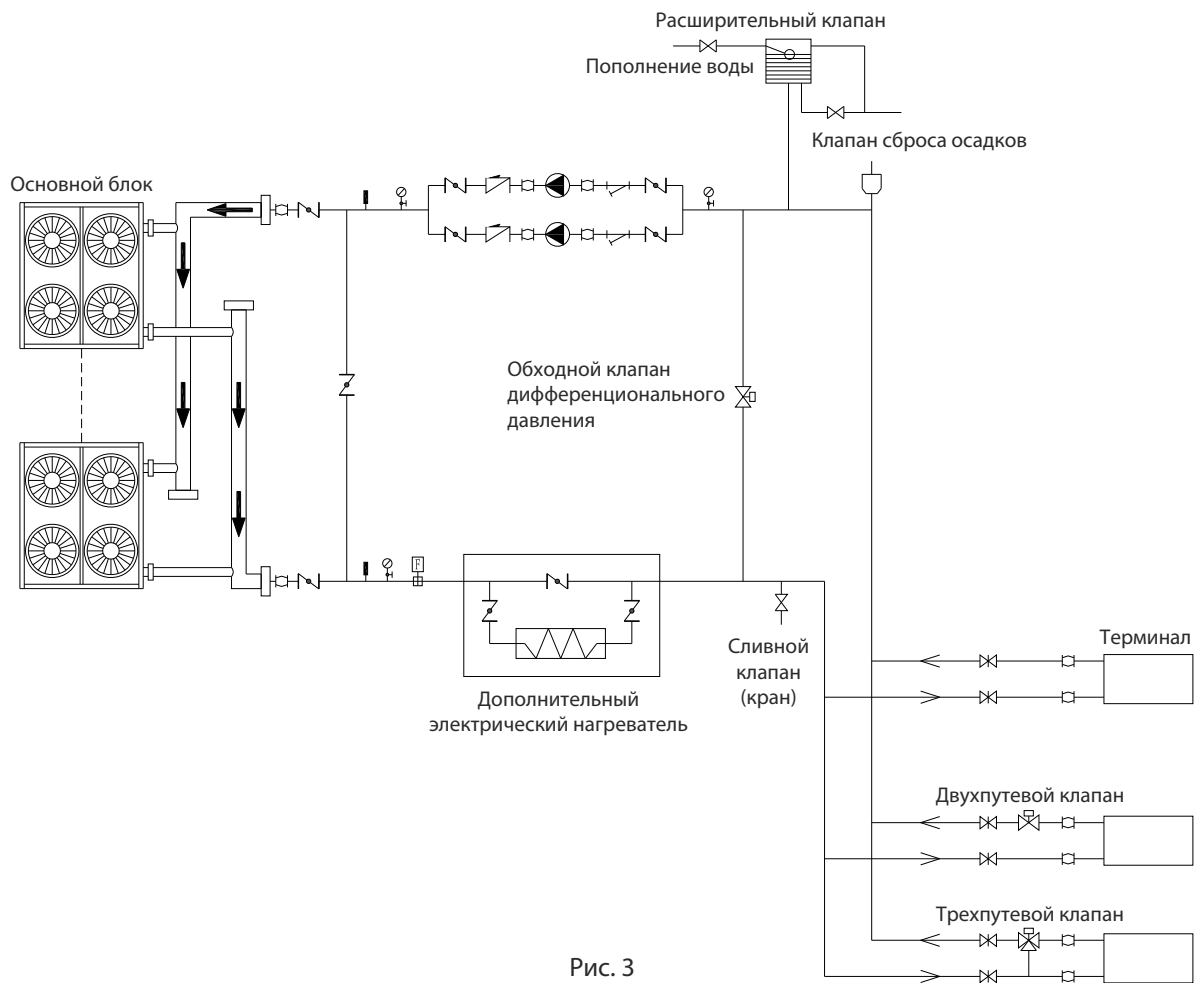 Расширительный клапан
Пополнение воды
Клапан сброса осадков
Основной блок
Обходной клапан
дифференционального
давления
F
Сливной
клапан
(кран)
Дополнительный
электрический нагреватель
Терминал
Двухпутевой клапан
Трехпутевой клапан
Рис. 3